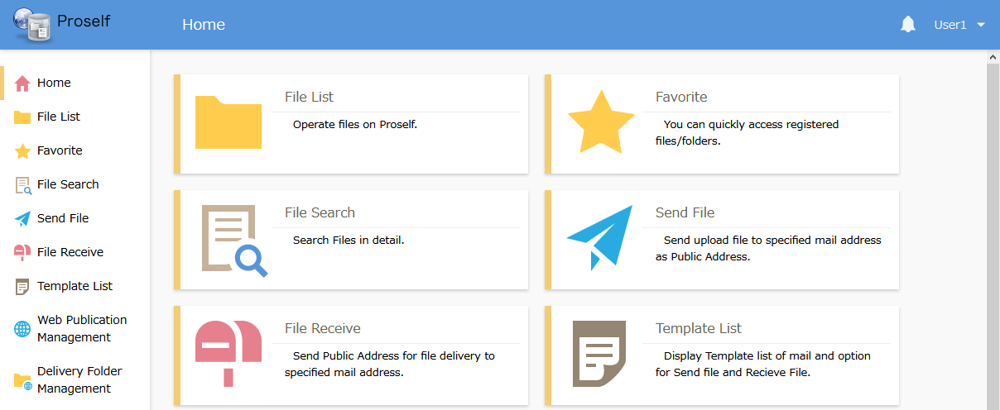 Proself
Home
User1
Home
File List
Favorite
File Search
Send File
File Receive
Template List
Web Publication
Management
Delivery Folder
Management
File List
Operate files on Proself.
Favorite
You can quickly access registered
files/folders.
File Search
Search Files in detail.
Send File
Send upload file to specified mail address
as Public Address.
File Receive
Send Public Address for file delivery to
specified mail address.
Template List
Display Template list of mail and option
for Send file and Recieve File.